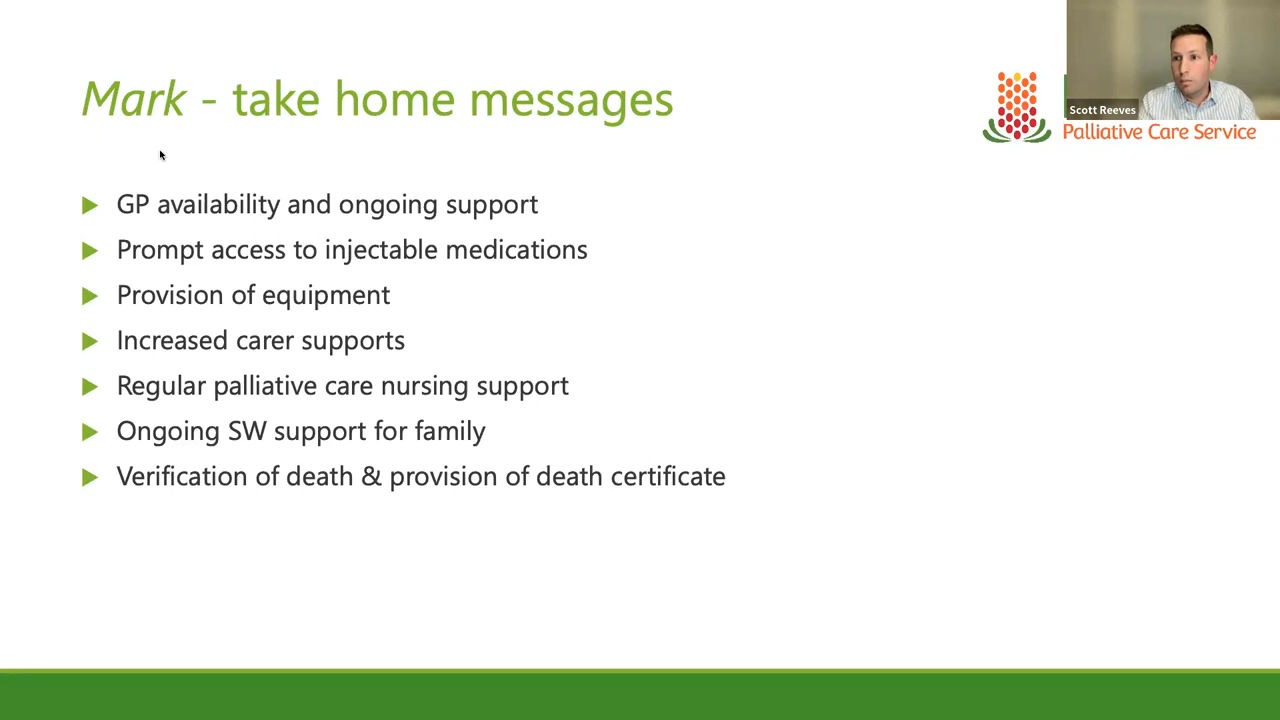 Mark - take home messages
Scott Reeves
Palliative Care Service
GP availability and ongoing support
Prompt access to injectable medications
Provision of equipment
Increased carer supports
Regular palliative care nursing support
Ongoing SW support for family
Verification of death & provision of death certificate